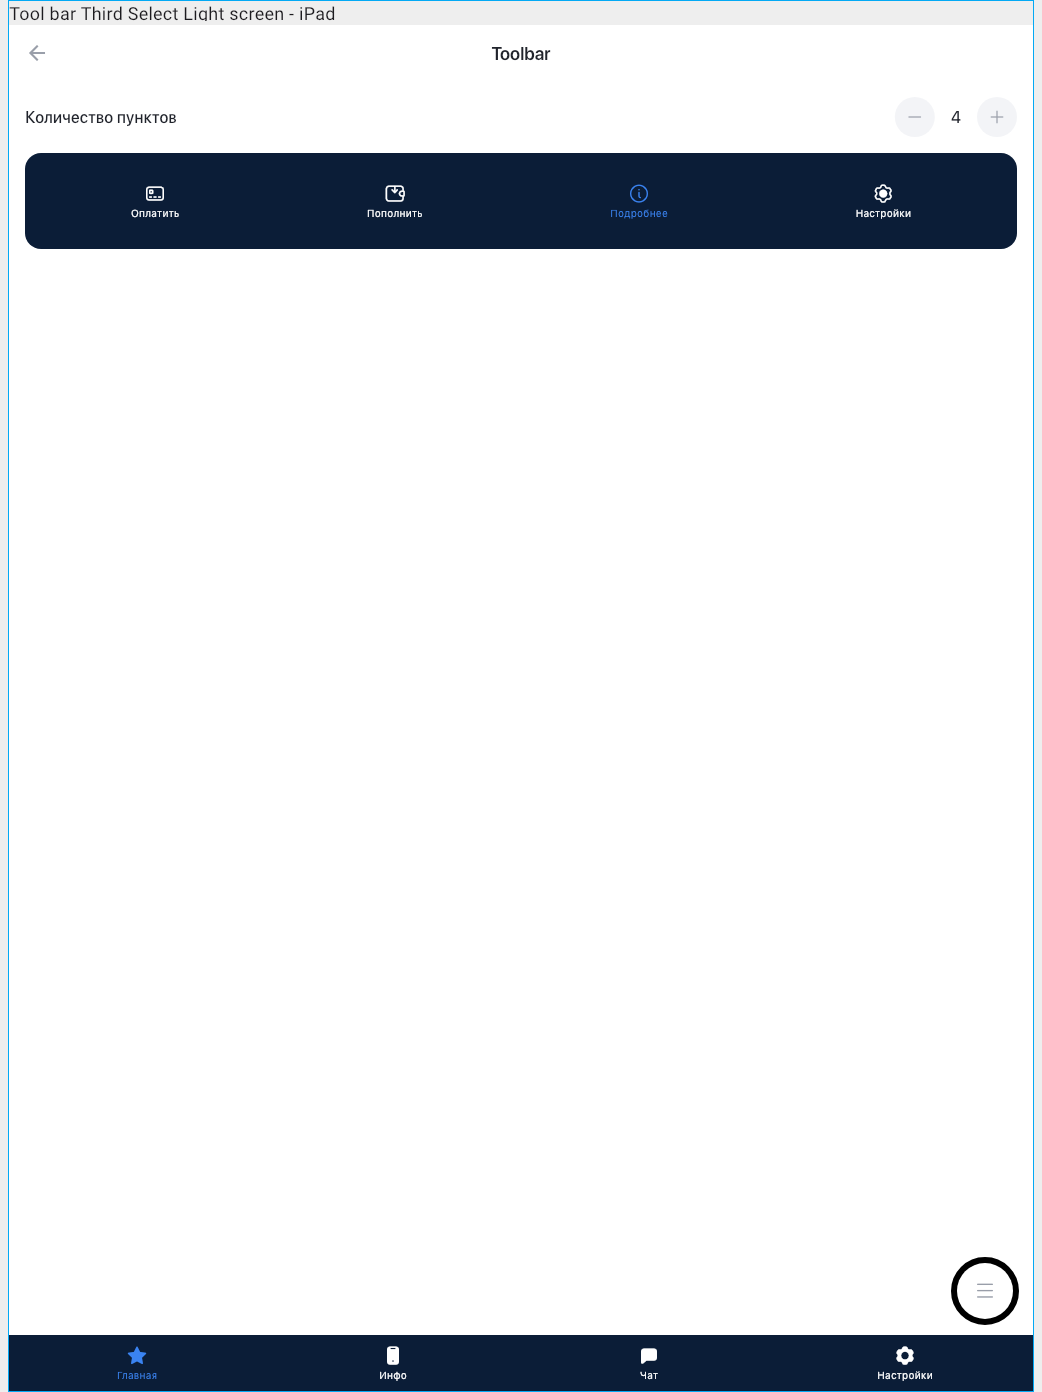 Tool bar Third Select Light screen - iPad
Toolbar
Количество пунктов
4
Оплатить
Пополнить
Подробнее
Настройки
Главная
Инфо
Чат
Настройки